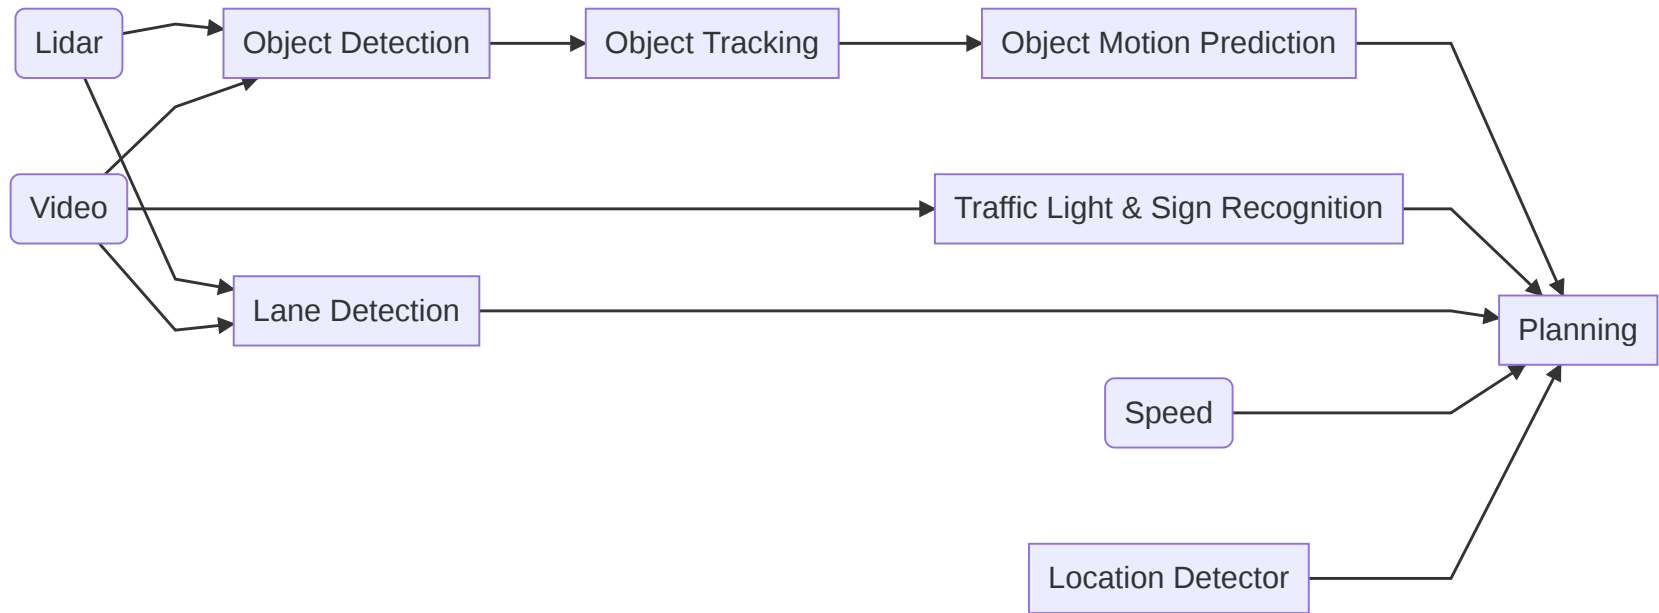 Lidar
Object Detection
Object Tracking
Object Motion Prediction
Video
Traffic Light & Sign Recognition
Lane Detection
Planning
Speed
Location Detector